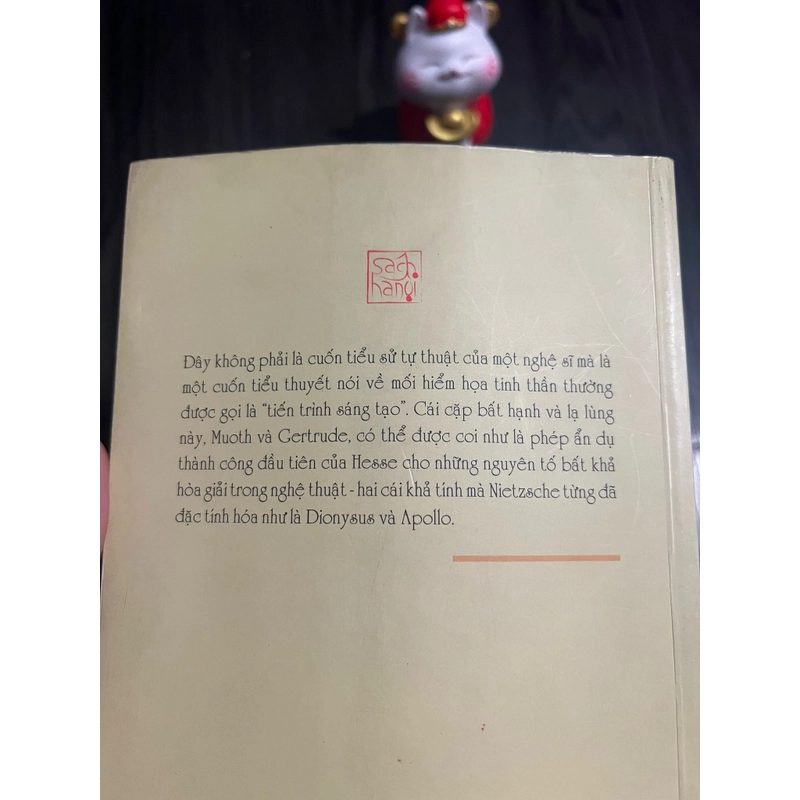 sách
hanội
Đây không phải là cuốn tiểu sử tự thuật của một nghệ sĩ mà là
một cuốn tiểu thuyết nói về mối hiểm họa tinh thần thường
được gọi là “tiến trình sáng tạo”. Cái cặp bất hạnh và lạ lùng
này, Muoth và Gertrude, có thể được coi như là phép ẩn dụ
thành công đầu tiên của Hesse cho những nguyên tố bất khả
hòa giải trong nghệ thuật - hai cái khả tính mà Nietzsche từng đã
đặc tính hóa như là Dionysus và Apollo.